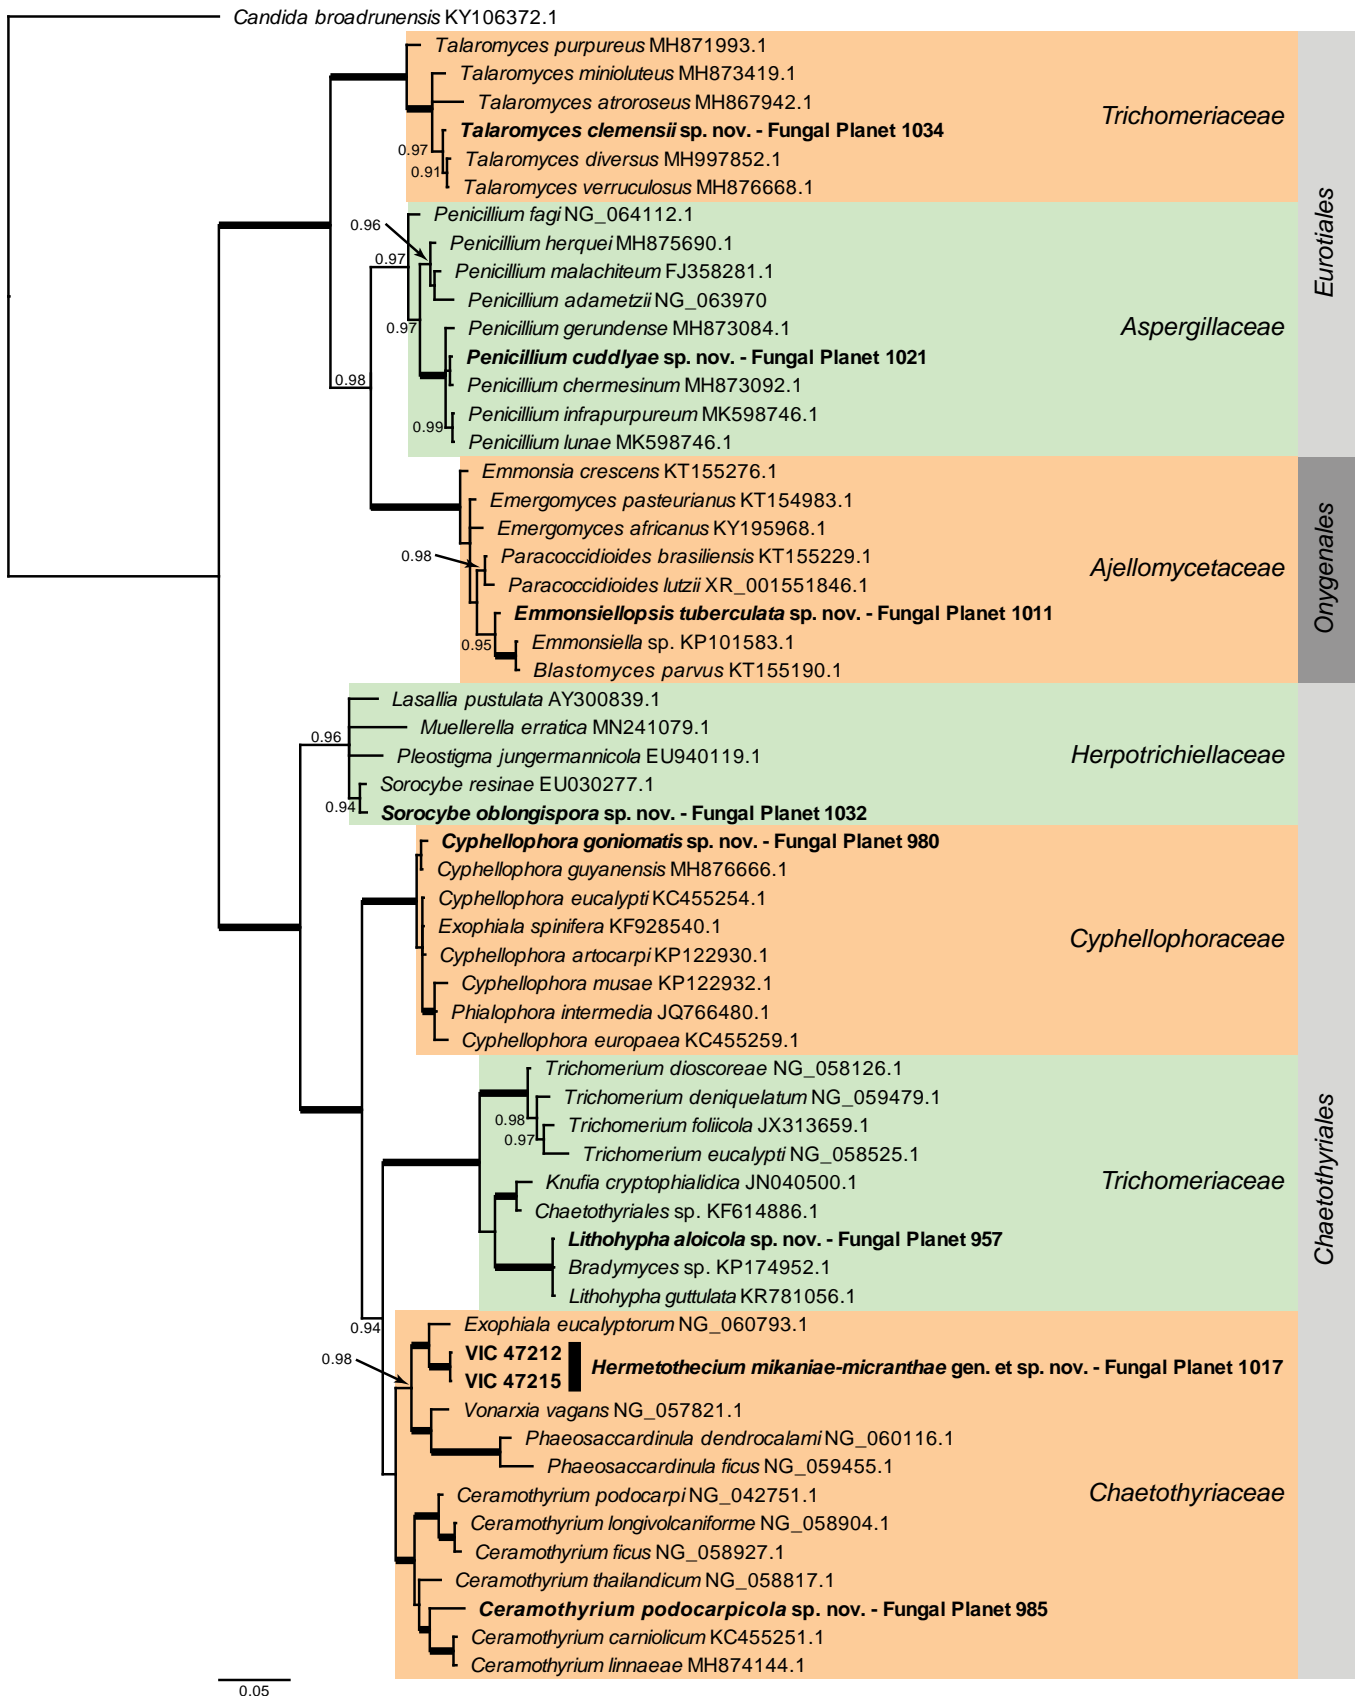 Candida broadrunensis KY106372.1
Talaromyces purpureus MH871993.1
Talaromyces minioluteus MH873419.1
Talaromyces atroroseus MH867942.1
Trichomeriaceae
Talaromyces clemensii sp. nov. - Fungal Planet 1034
0.97
Talaromyces diversus MH997852.1
0.91
Talaromyces verruculosus MH876668.1
Eurotiales
Penicillium fagi NG_064112.1
0.96
Penicillium herquei MH875690.1
0.97
Penicillium malachiteum FJ358281.1
Penicillium adametzii NG_063970
0.97
Penicillium gerundense MH873084.1
Aspergillaceae
Penicillium cuddlyae sp. nov. - Fungal Planet 1021
0.98
Penicillium chermesinum MH873092.1
Penicillium infrapurpureum MK598746.1
0.99
Penicillium lunae MK598746.1
Emmonsia crescens KT155276.1
Emergomyces pasteurianus KT154983.1
Emergomyces africanus KY195968.1
0.98
Paracoccidioides brasiliensis KT155229.1
Ajellomycetaceae
Onygenales
Paracoccidioides lutzii XR_001551846.1
Emmonsiellopsis tuberculata sp. nov. - Fungal Planet 1011
0.95
Emmonsiella sp. KP101583.1
Blastomyces parvus KT155190.1
Lasallia pustulata AY300839.1
Muellerella erratica MN241079.1
0.96
Pleostigma jungermannicola EU940119.1
Herpotrichiellaceae
Sorocybe resinae EU030277.1
0.94
Sorocybe oblongispora sp. nov. - Fungal Planet 1032
Cyphellophora goniomatis sp. nov. - Fungal Planet 980
Cyphellophora guyanensis MH876666.1
Cyphellophora eucalypti KC455254.1
Exophiala spinifera KF928540.1
Cyphellophoraceae
Cyphellophora artocarpi KP122930.1
Cyphellophora musae KP122932.1
Phialophora intermedia JQ766480.1
Cyphellophora europaea KC455259.1
Trichomerium dioscoreae NG_058126.1
Trichomerium deniquelatum NG_059479.1
0.98
Trichomerium foliicola JX313659.1
0.97
Trichomerium eucalypti NG_058525.1
Chaetothyriales
Knufia cryptophialidica JN040500.1
Trichomeriaceae
Chaetothyriales sp. KF614886.1
Lithohypha aloicola sp. nov. - Fungal Planet 957
Bradymyces sp. KP174952.1
Lithohypha guttulata KR781056.1
0.94
Exophiala eucalyptorum NG_060793.1
0.98
VIC 47212
Hermetothecium mikaniae-micranthae gen. et sp. nov. - Fungal Planet 1017
VIC 47215
Vonarxia vagans NG_057821.1
Phaeosaccardinula dendrocalami NG_060116.1
Phaeosaccardinula ficus NG_059455.1
Ceramothyrium podocarpi NG_042751.1
Chaetothyriaceae
Ceramothyrium longivolcaniforme NG_058904.1
Ceramothyrium ficus NG_058927.1
Ceramothyrium thailandicum NG_058817.1
Ceramothyrium podocarpicola sp. nov. - Fungal Planet 985
Ceramothyrium carniolicum KC455251.1
Ceramothyrium linnaeae MH874144.1
0.05